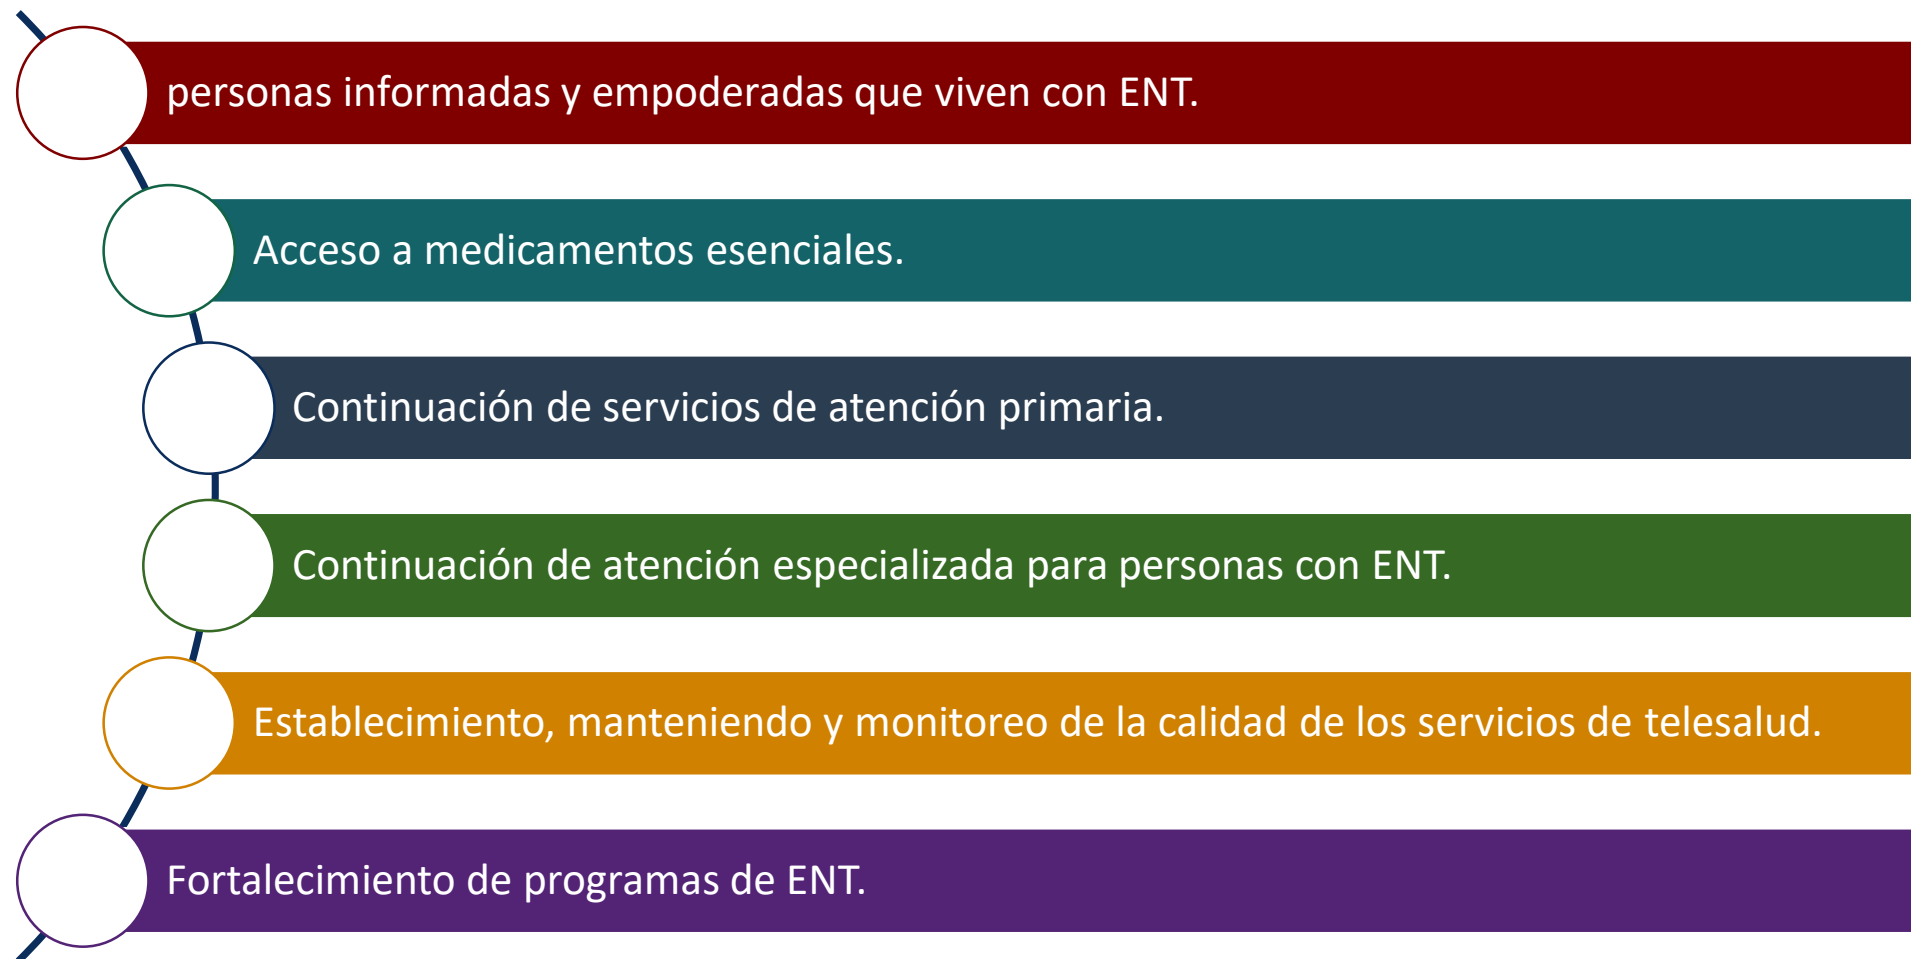 personas informadas y empoderadas que viven con ENT.
Acceso a medicamentos esenciales.
Continuación de servicios de atención primaria.
Continuación de atención especializada para personas con ENT.
Establecimiento, manteniendo y monitoreo de la calidad de los servicios de telesalud.
Fortalecimiento de programas de ENT.